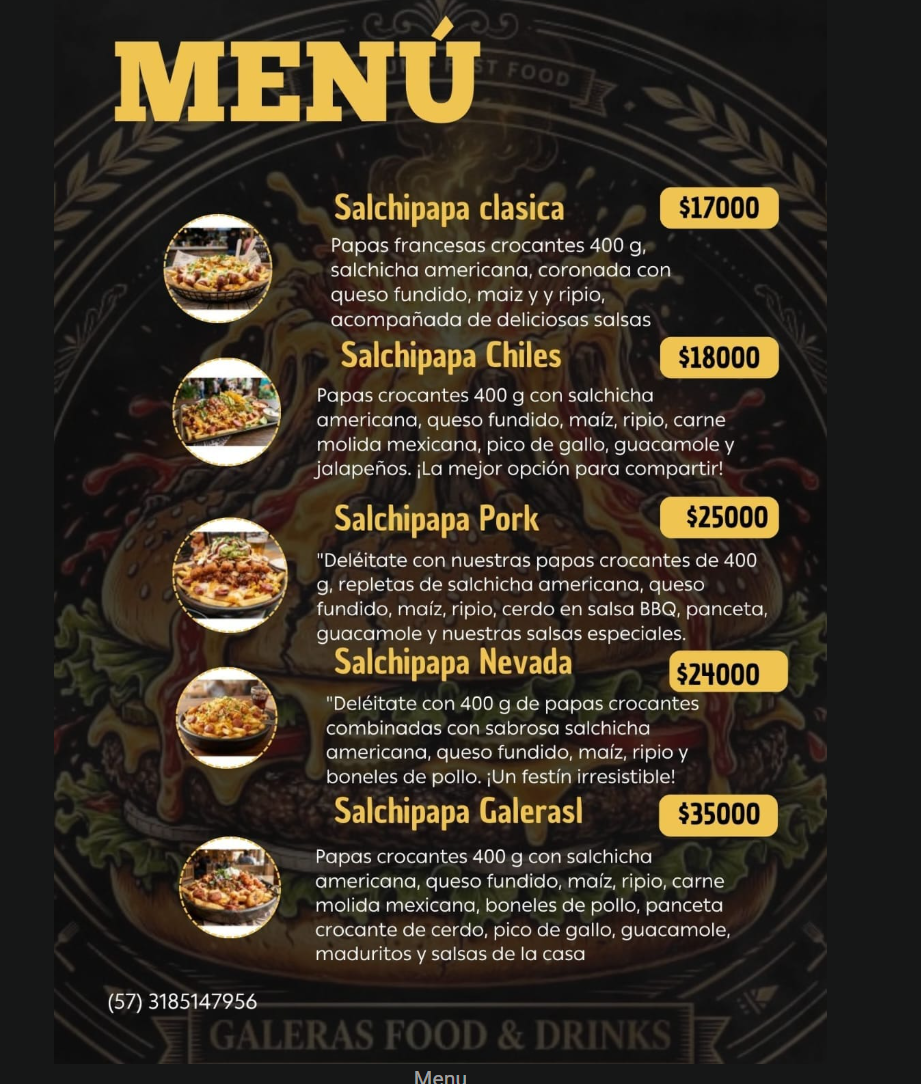 MENÚ
FAST FOOD
Salchipapa clasica
$17000
Papas francesas crocantes 400 g,
salchicha americana, coronada con
queso fundido, maiz y y ripio,
acompañada de deliciosas salsas
Salchipapa Chiles
$18000
Papas crocantes 400 g con salchicha
americana, queso fundido, maíz, ripio, carne
molida mexicana, pico de gallo, guacamole y
jalapeños. ¡La mejor opción para compartir!
Salchipapa Pork
$25000
"Deléitate con nuestras papas crocantes de 400
g, repletas de salchicha americana, queso
fundido, maíz, ripio, cerdo en salsa BBQ, panceta,
guacamole y nuestras salsas especiales.
Salchipapa Nevada
$24000
"Deléitate con 400 g de papas crocantes
combinadas con sabrosa salchicha
americana, queso fundido, maíz, ripio y
boneles de pollo. ¡Un festín irresistible!
Salchipapa Galerasl
$35000
Papas crocantes 400 g con salchicha
americana, queso fundido, maíz, ripio, carne
molida mexicana, boneles de pollo, panceta
crocante de cerdo, pico de gallo, guacamole,
maduritos y salsas de la casa
(57) 3185147956
GALERAS FOOD & DRINKS
Menu